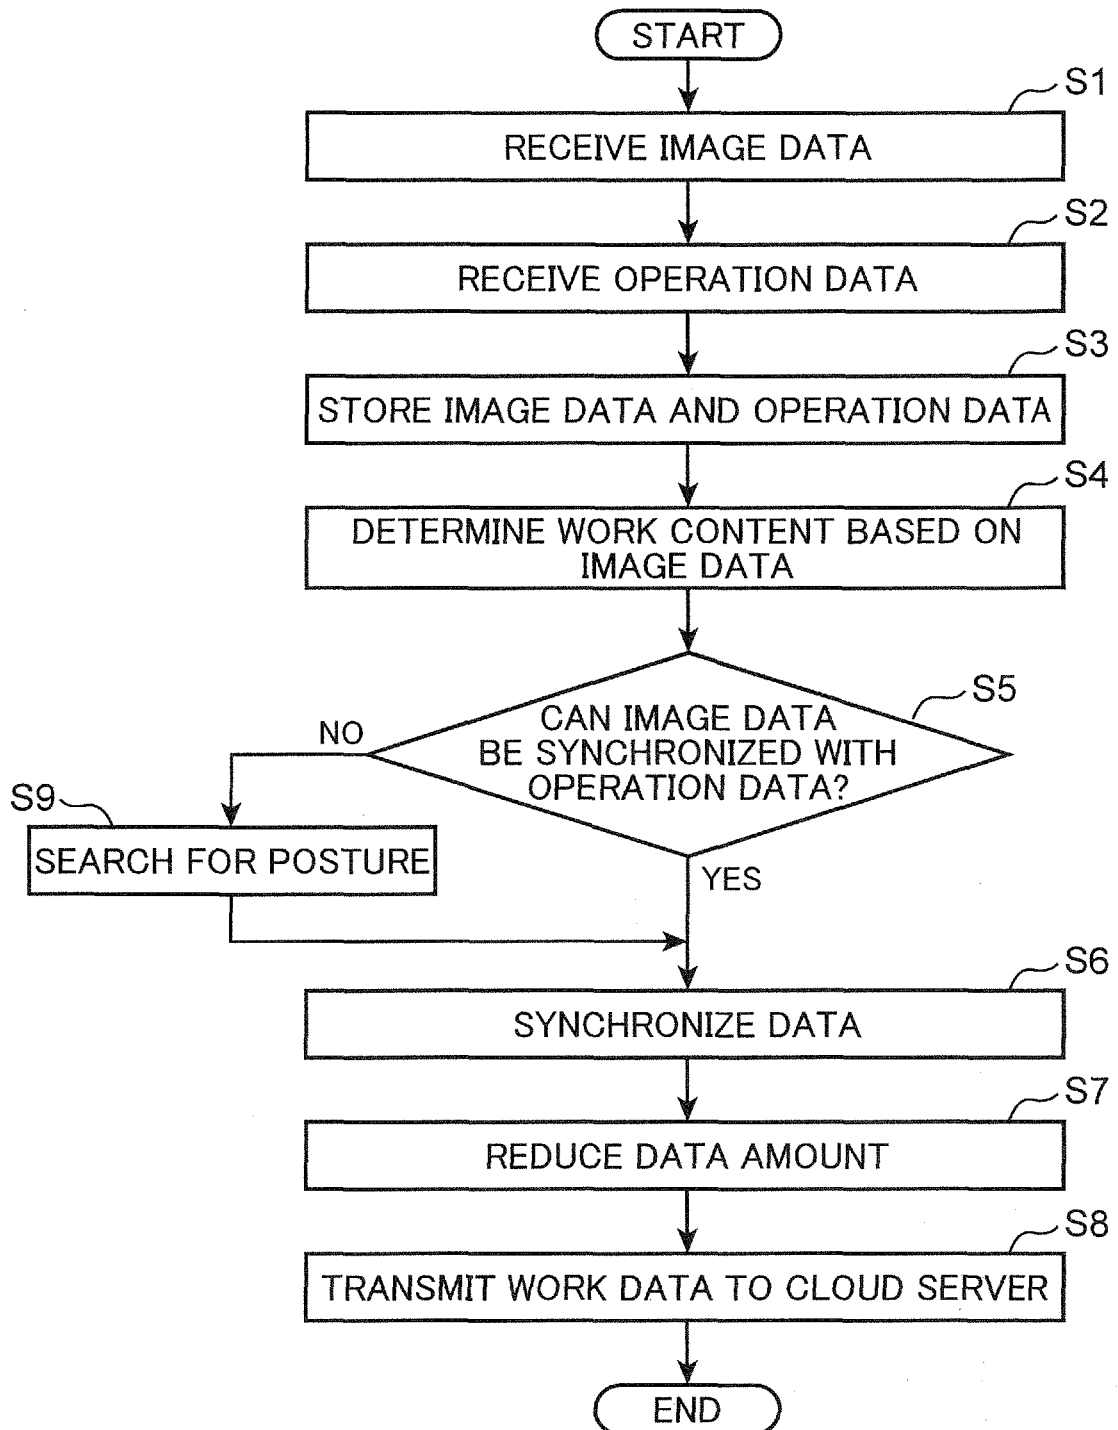 START
S1
RECEIVE IMAGE DATA
S2
RECEIVE OPERATION DATA
S3
STORE IMAGE DATA AND OPERATION DATA
S4
DETERMINE WORK CONTENT BASED ON
IMAGE DATA
S5
CAN IMAGE DATA
BE SYNCHRONIZED WITH
OPERATION DATA?
NO
S9
SEARCH FOR POSTURE
YES
S6
SYNCHRONIZE DATA
S7
REDUCE DATA AMOUNT
S8
TRANSMIT WORK DATA TO CLOUD SERVER
END